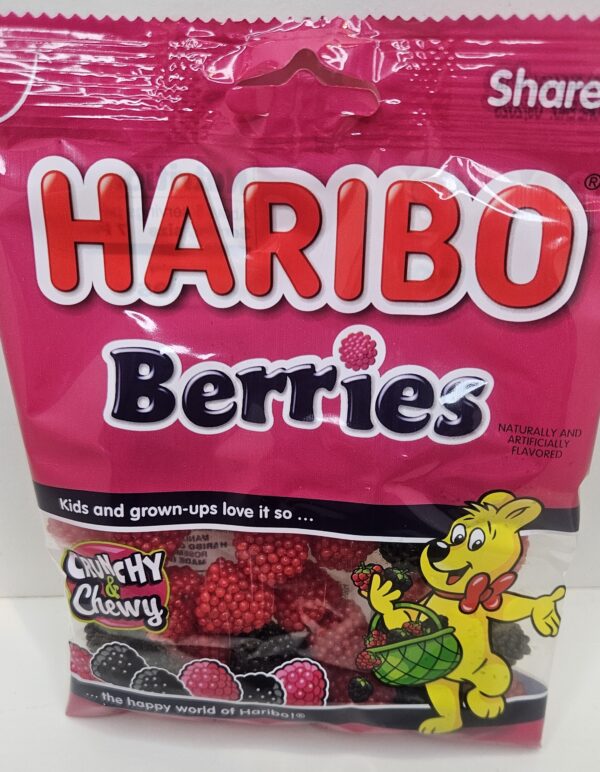 Share
HARIBO®
Berries
NATURALLY AND
ARTIFICIALLY
FLAVORED
Kids and grown-ups love it so ...
CRUNCHY
&
Chewy
... the happy world of Haribo!®